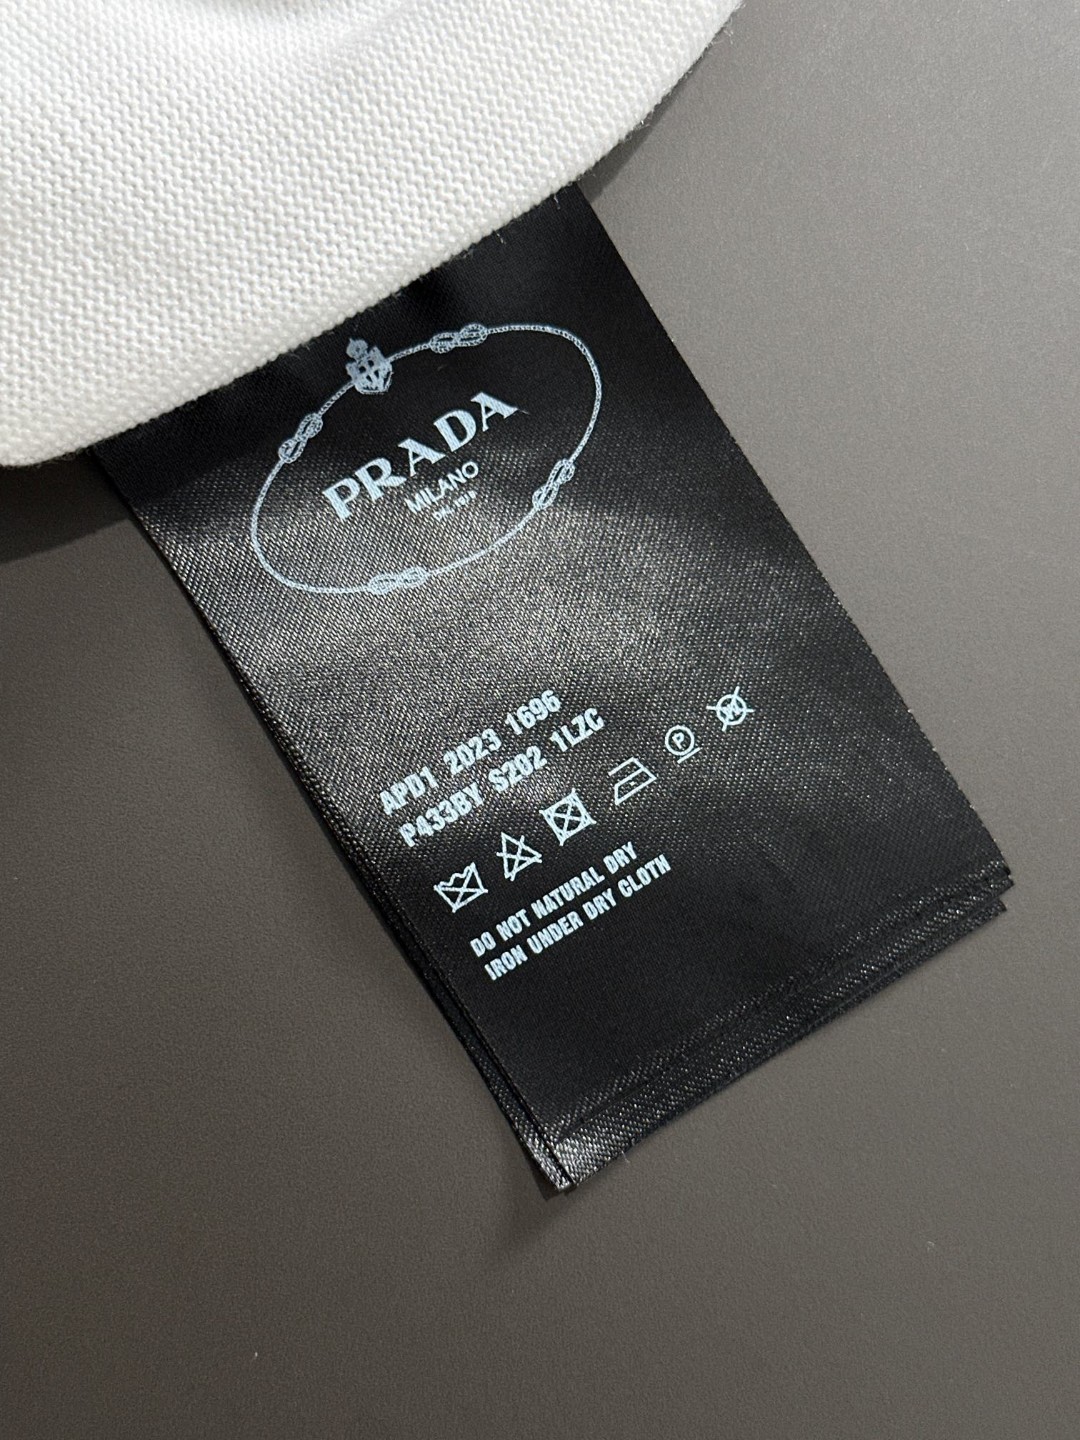 PRADA
MILANO
APD1 2023 1696
P433BY S202 1LZC
P
W
DO NOT NATURAL DRY
IRON UNDER DRY CLOTH